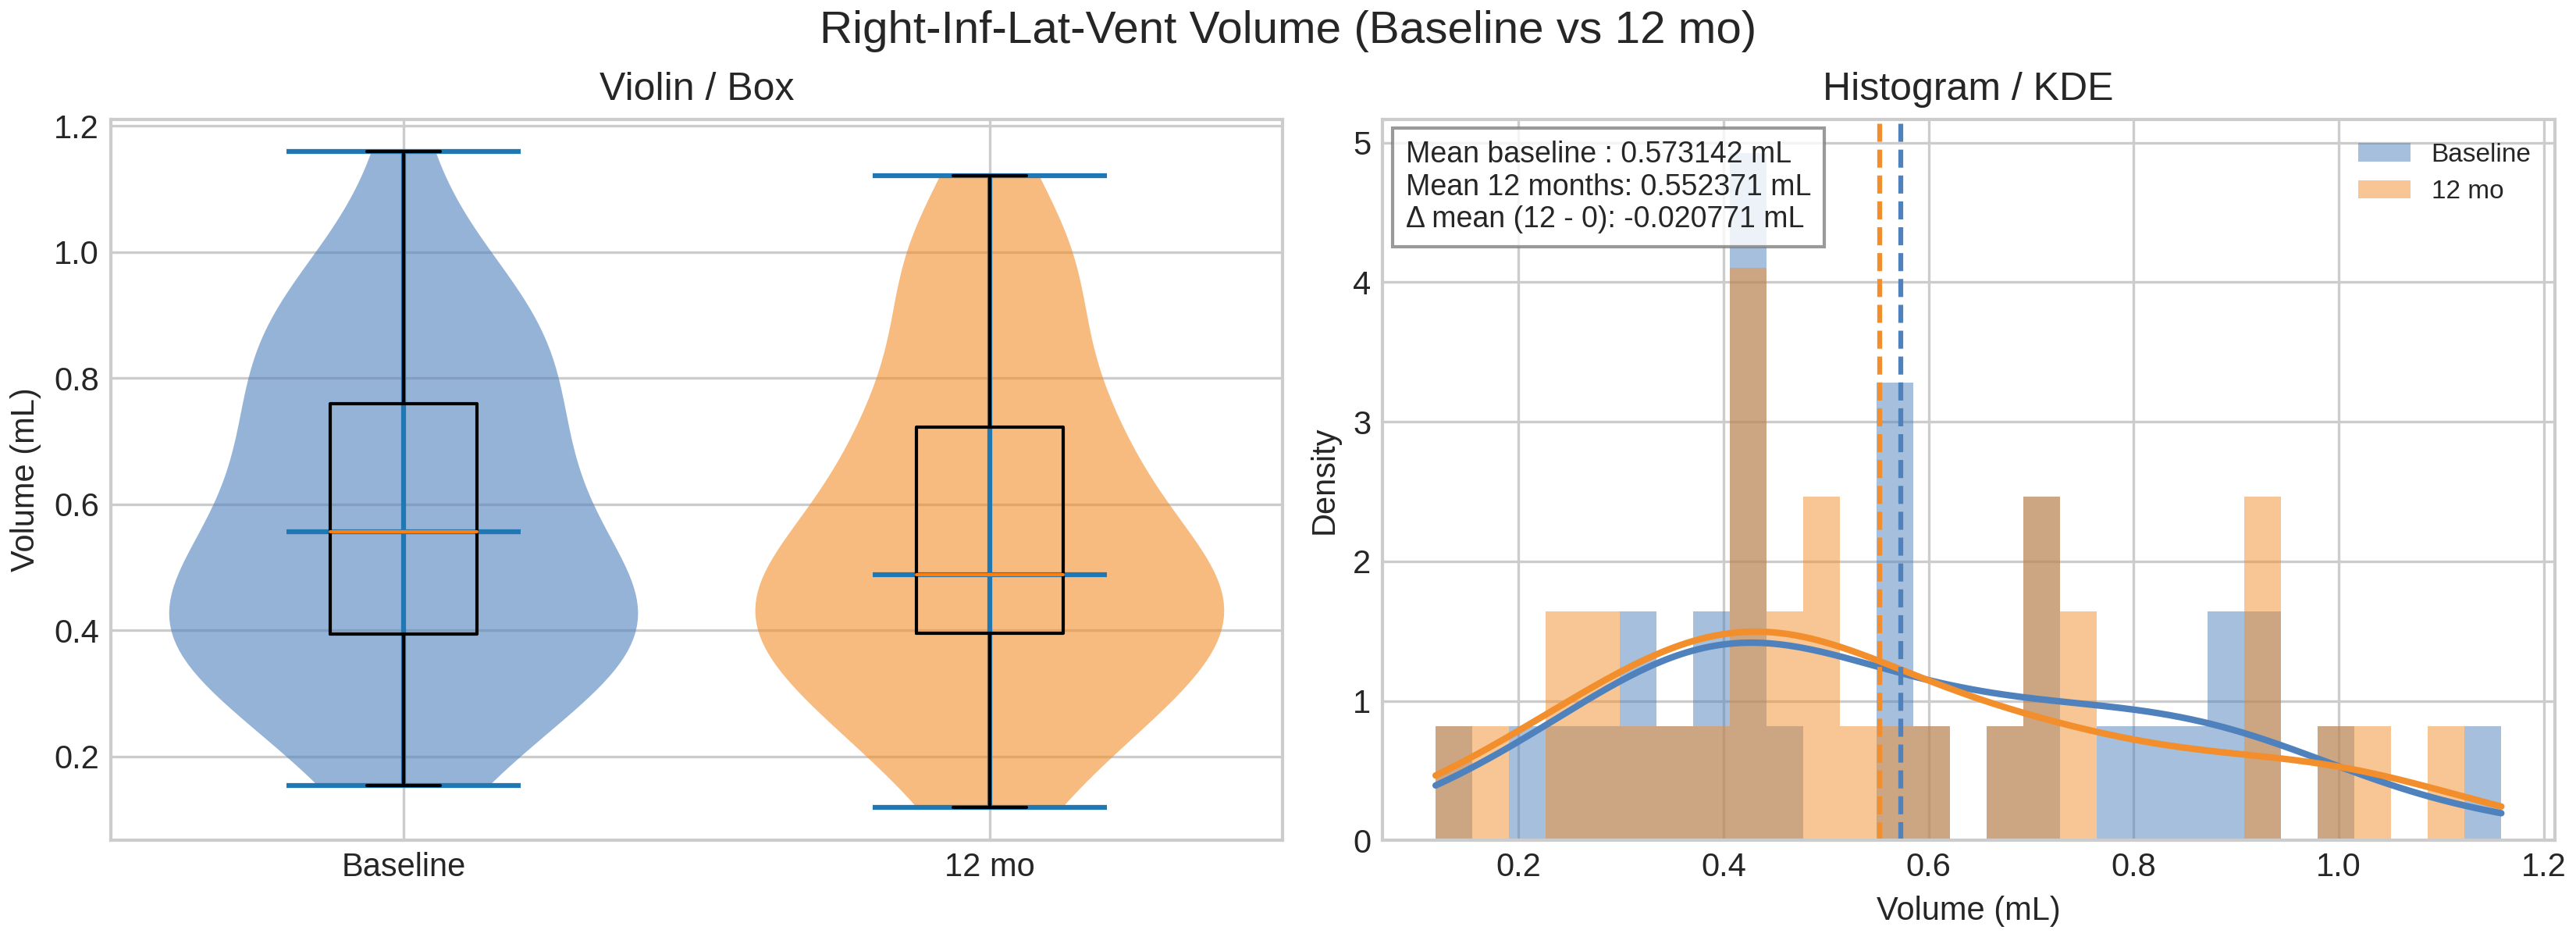 Right-Inf-Lat-Vent Volume (Baseline vs 12 mo)
Violin / Box
1.2
1.0
0.8
0.6
0.4
0.2
Volume (mL)
Baseline
12 mo
Histogram / KDE
Mean baseline : 0.573142 mL
Mean 12 months: 0.552371 mL
Δ mean (12 - 0): -0.020771 mL
Baseline
12 mo
5
4
3
2
1
0
Density
0.2
0.4
0.6
0.8
1.0
1.2
Volume (mL)